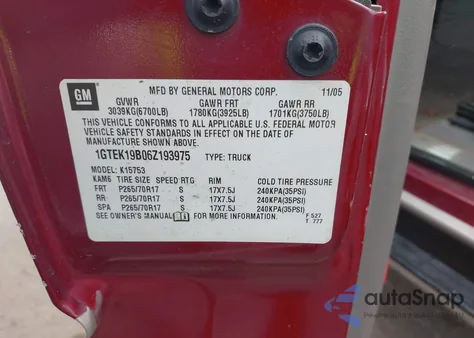 GM
MFD BY GENERAL MOTORS CORP. 11/05
GVWR GAWR FRT GAWR RR
3039KG(6700LB) 1780KG(3925LB) 1701KG(3750LB)
THIS VEHICLE CONFORMS TO ALL APPLICABLE U.S. FEDERAL MOTOR
VEHICLE SAFETY STANDARDS IN EFFECT ON THE DATE OF
MANUFACTURE SHOWN ABOVE.
1GTEK19B06Z193975 TYPE: TRUCK
MODEL: K15753
KAM6 TIRE SIZE SPEED RTG RIM COLD TIRE PRESSURE
FRT P265/70R17 S 17X7.5J 240KPA(35PSI)
RR P265/70R17 S 17X7.5J 240KPA(35PSI)
SPA P265/70R17 S 17X7.5J 240KPA(35PSI)
SEE OWNER'S MANUAL FOR MORE INFORMATION.
F 527
T 777
autoSnap